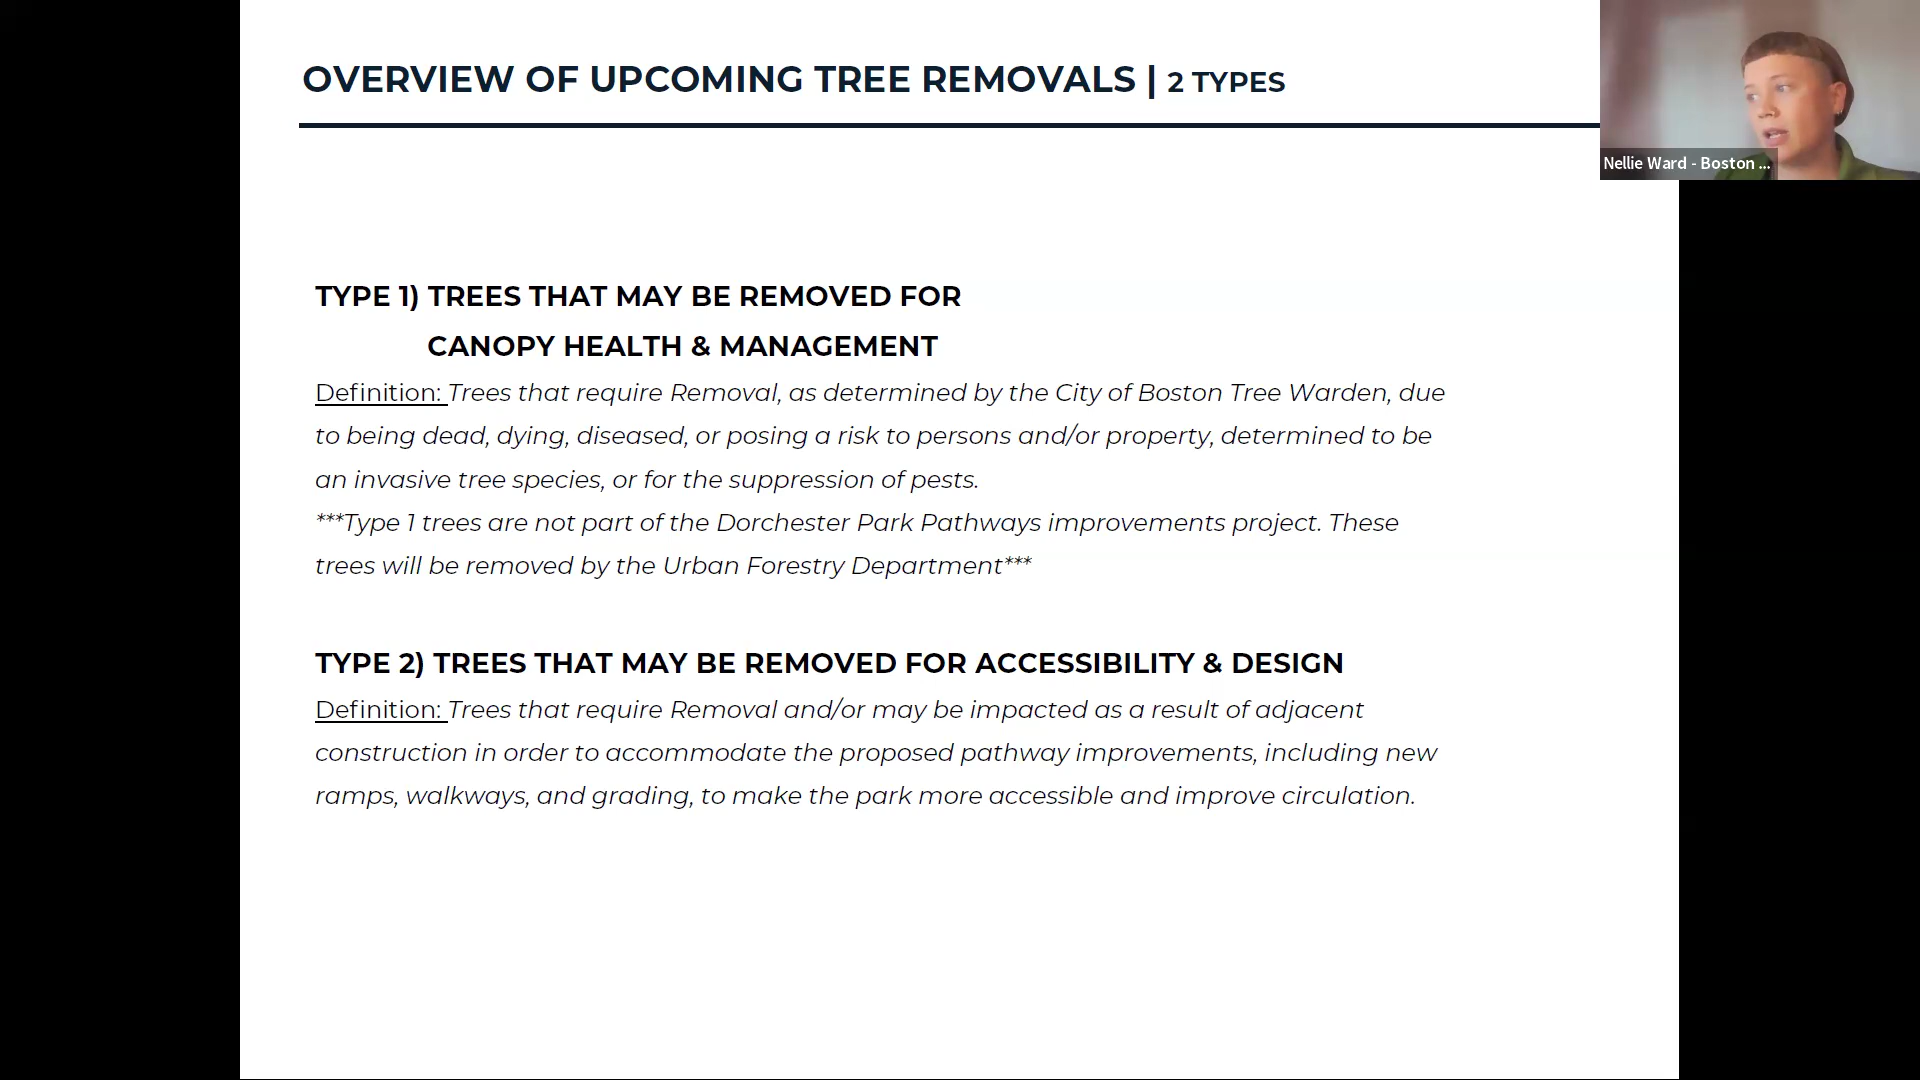 OVERVIEW OF UPCOMING TREE REMOVALS | 2 TYPES
Nellie Ward - Boston ...
TYPE 1) TREES THAT MAY BE REMOVED FOR
CANOPY HEALTH & MANAGEMENT
Definition: Trees that require Removal, as determined by the City of Boston Tree Warden, due
to being dead, dying, diseased, or posing a risk to persons and/or property, determined to be
an invasive tree species, or for the suppression of pests.
***Type 1 trees are not part of the Dorchester Park Pathways improvements project. These
trees will be removed by the Urban Forestry Department***
TYPE 2) TREES THAT MAY BE REMOVED FOR ACCESSIBILITY & DESIGN
Definition: Trees that require Removal and/or may be impacted as a result of adjacent
construction in order to accommodate the proposed pathway improvements, including new
ramps, walkways, and grading, to make the park more accessible and improve circulation.